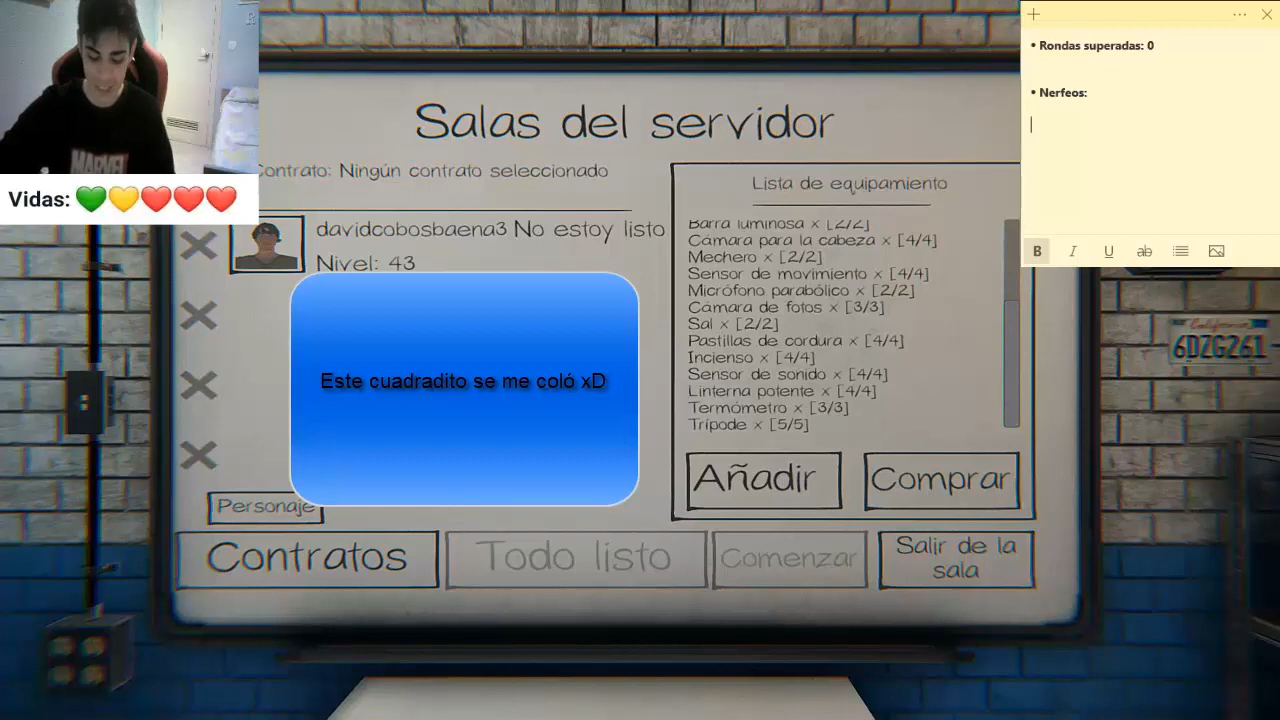 • Rondas superadas: 0
• Nerfeos:
B I U ab
Vidas:
Salas del servidor
Contrato: Ningún contrato seleccionado
davidcobosbaena3 No estoy listo
Nivel: 43
Este cuadradito se me coló xD
Personaje
Lista de equipamiento
Barra luminosa x [2/2]
Cámara para la cabeza x [4/4]
Mechero x [2/2]
Sensor de movimiento x [4/4]
Micrófono parabólico x [2/2]
Cámara de fotos x [3/3]
Sal x [2/2]
Pastillas de cordura x [4/4]
Incienso x [4/4]
Sensor de sonido x [4/4]
Linterna potente x [4/4]
Termómetro x [3/3]
Trípode x [5/5]
Añadir
Comprar
Contratos
Todo listo
Comenzar
Salir de la
sala
California
6DZG261
MARVEL